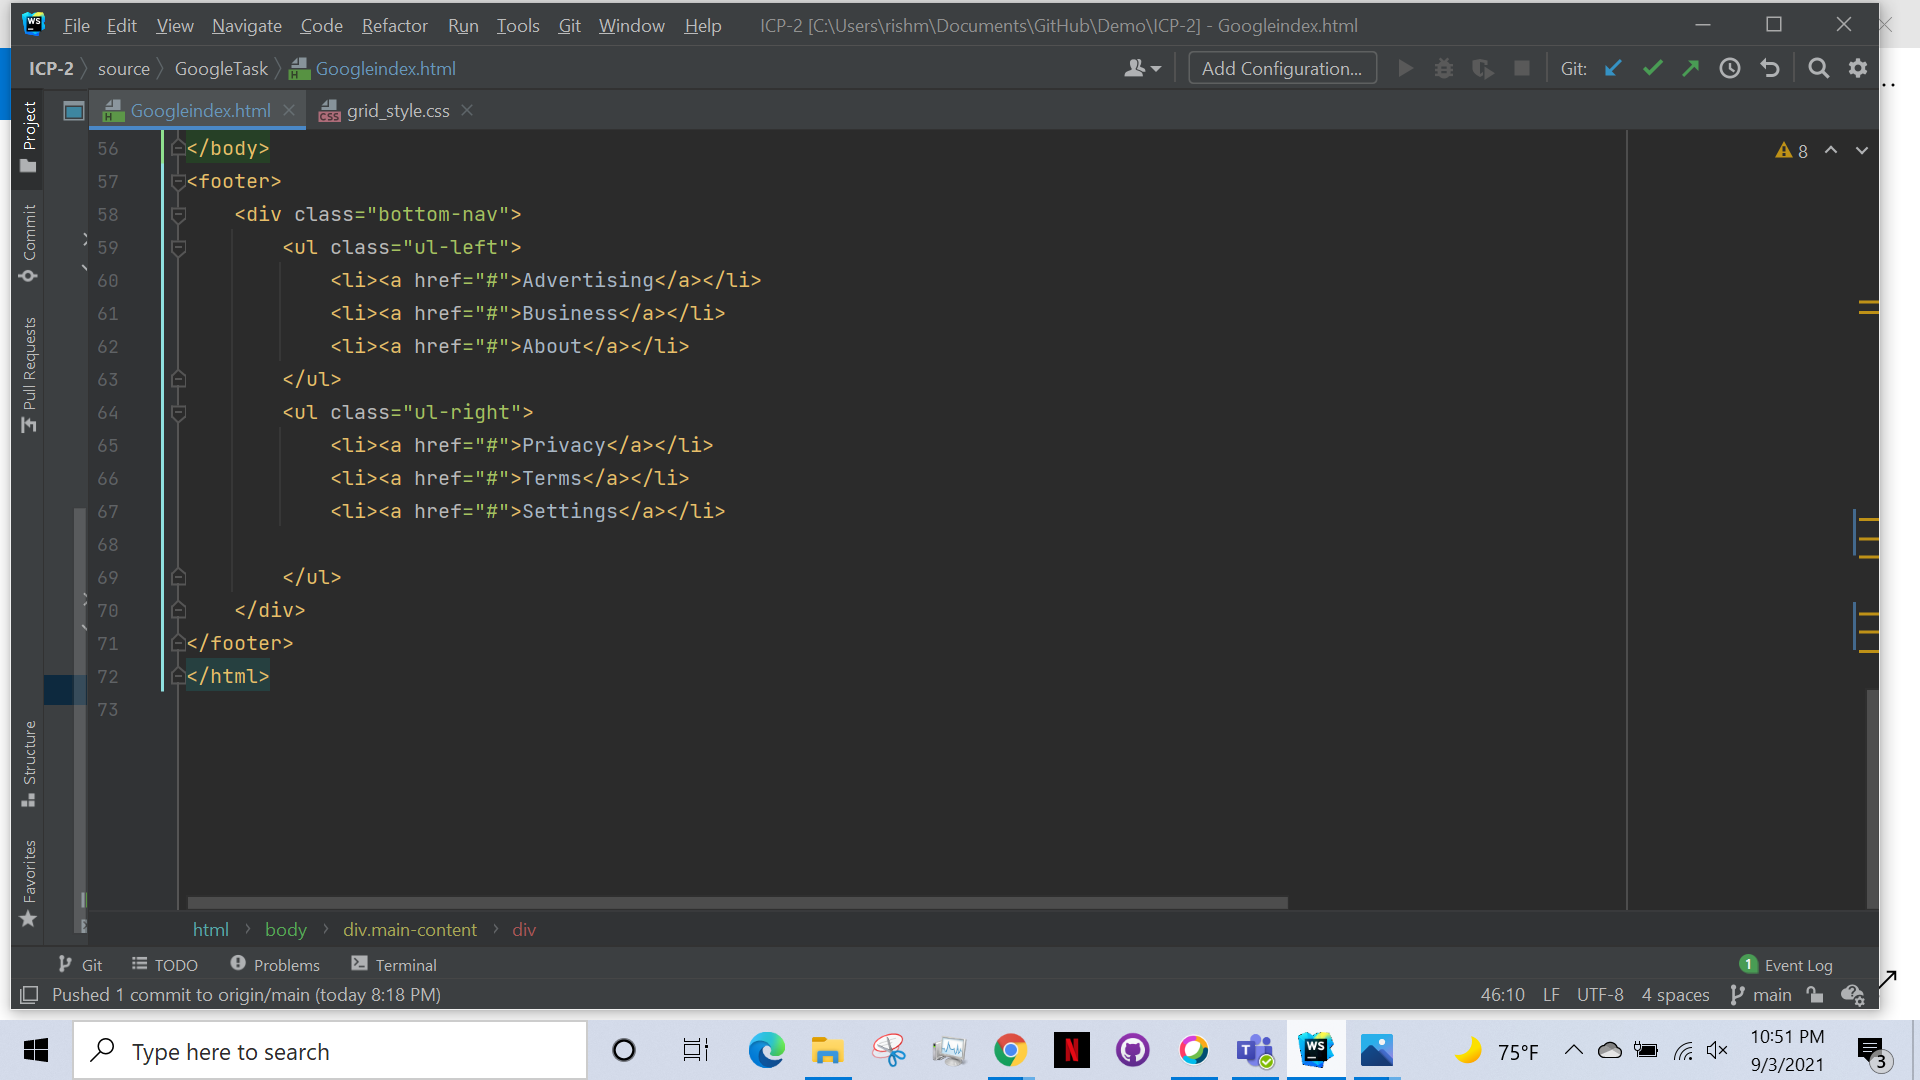 WS File Edit View Navigate Code Refactor Run Tools Git Window Help ICP-2 [C:\Users\rishm\Documents\GitHub\Demo\ICP-2] - Googleindex.html
ICP-2 source GoogleTask Googleindex.html Add Configuration... Git:
Googleindex.html grid_style.css
Project
Commit
Pull Requests
Structure
Favorites
8
56 </body>
57 <footer>
58 <div class="bottom-nav">
59 <ul class="ul-left">
60 <li><a href="#">Advertising</a></li>
61 <li><a href="#">Business</a></li>
62 <li><a href="#">About</a></li>
63 </ul>
64 <ul class="ul-right">
65 <li><a href="#">Privacy</a></li>
66 <li><a href="#">Terms</a></li>
67 <li><a href="#">Settings</a></li>
68
69 </ul>
70 </div>
71 </footer>
72 </html>
73
html body div.main-content div
Git TODO Problems Terminal 1 Event Log
Pushed 1 commit to origin/main (today 8:18 PM) 46:10 LF UTF-8 4 spaces main
Type here to search 75°F 10:51 PM
9/3/2021 3